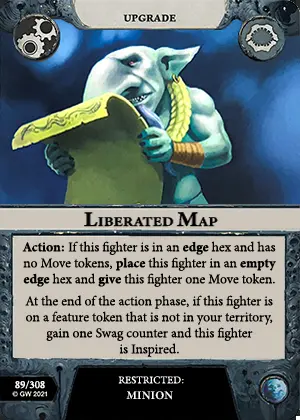 UPGRADE
LIBERATED MAP
Action: If this fighter is in an edge hex and has
no Move tokens, place this fighter in an empty
edge hex and give this fighter one Move token.
At the end of the action phase, if this fighter is
on a feature token that is not in your territory,
gain one Swag counter and this fighter
is Inspired.
89/308
© GW 2021
RESTRICTED:
MINION